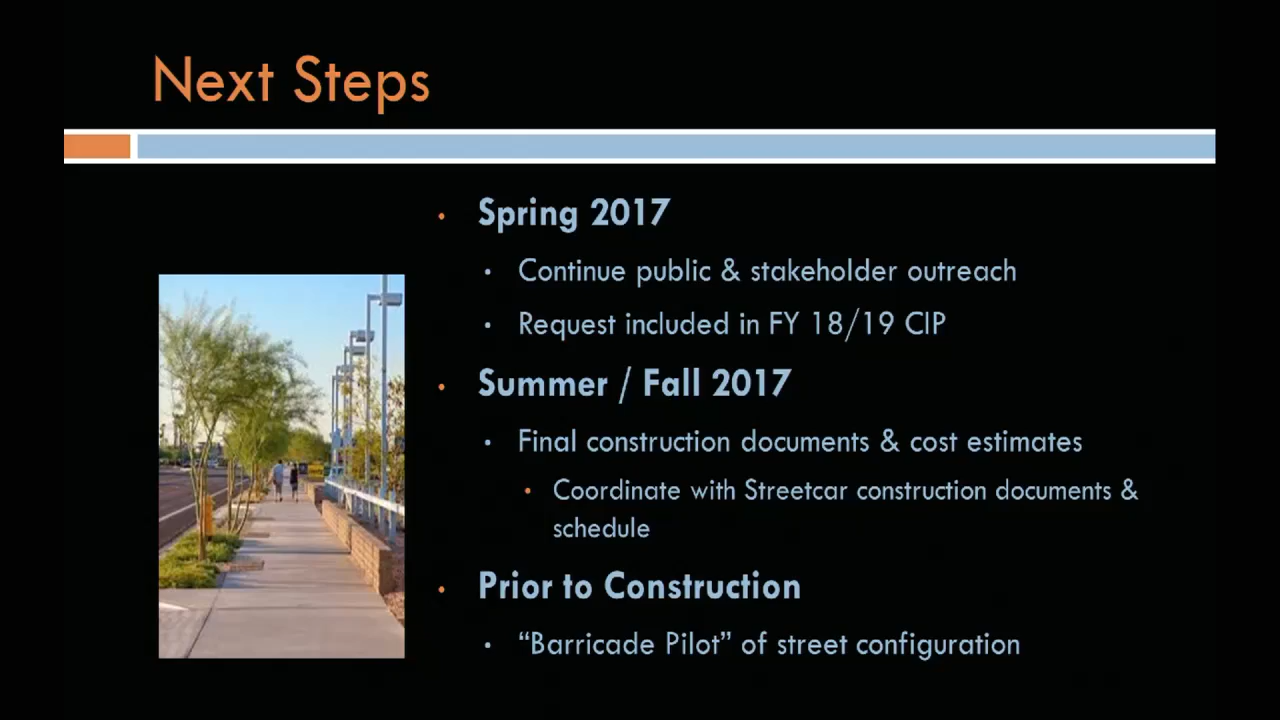 Next Steps
• Spring 2017
• Continue public & stakeholder outreach
• Request included in FY 18/19 CIP
• Summer / Fall 2017
• Final construction documents & cost estimates
• Coordinate with Streetcar construction documents &
schedule
• Prior to Construction
• “Barricade Pilot” of street configuration